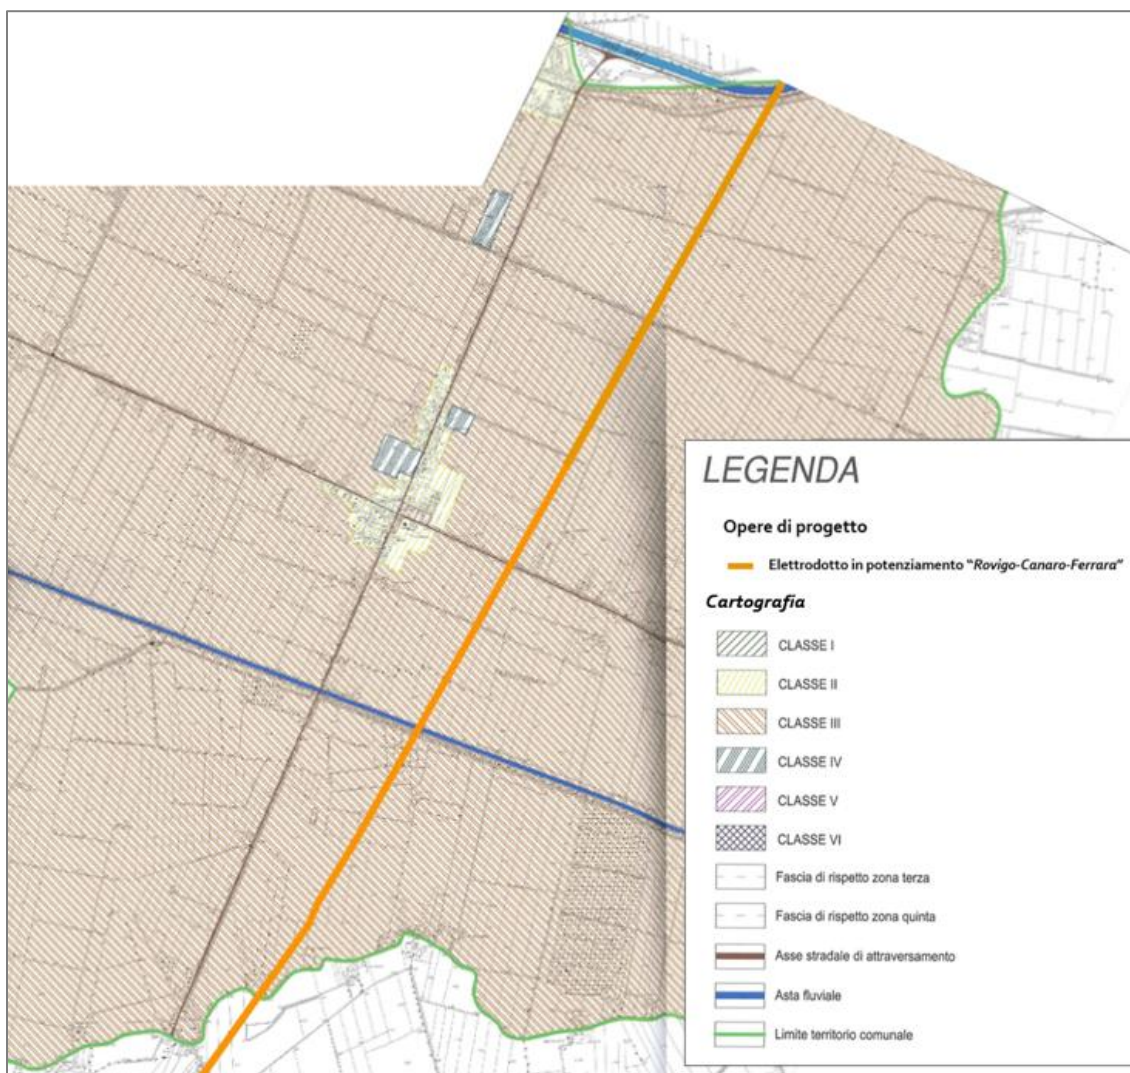 LEGENDA
Opere di progetto
Elettrodotto in potenziamento "Rovigo-Canaro-Ferrara"
Cartografia
CLASSE I
CLASSE II
CLASSE III
CLASSE IV
CLASSE V
CLASSE VI
Fascia di rispetto zona terza
Fascia di rispetto zona quinta
Asse stradale di attraversamento
Asta fluviale
Limite territorio comunale